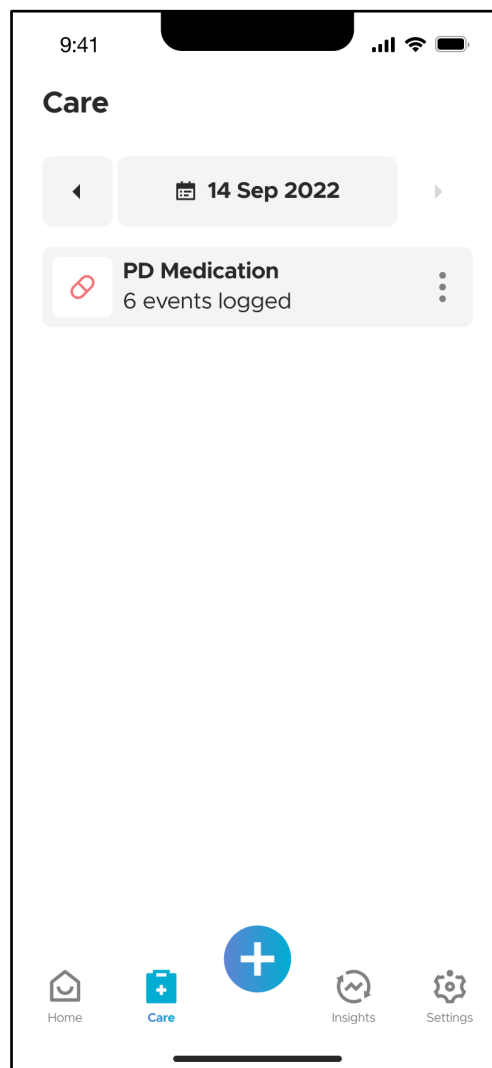 9:41
Care
14 Sep 2022
PD Medication
6 events logged
Home
Care
Insights
Settings